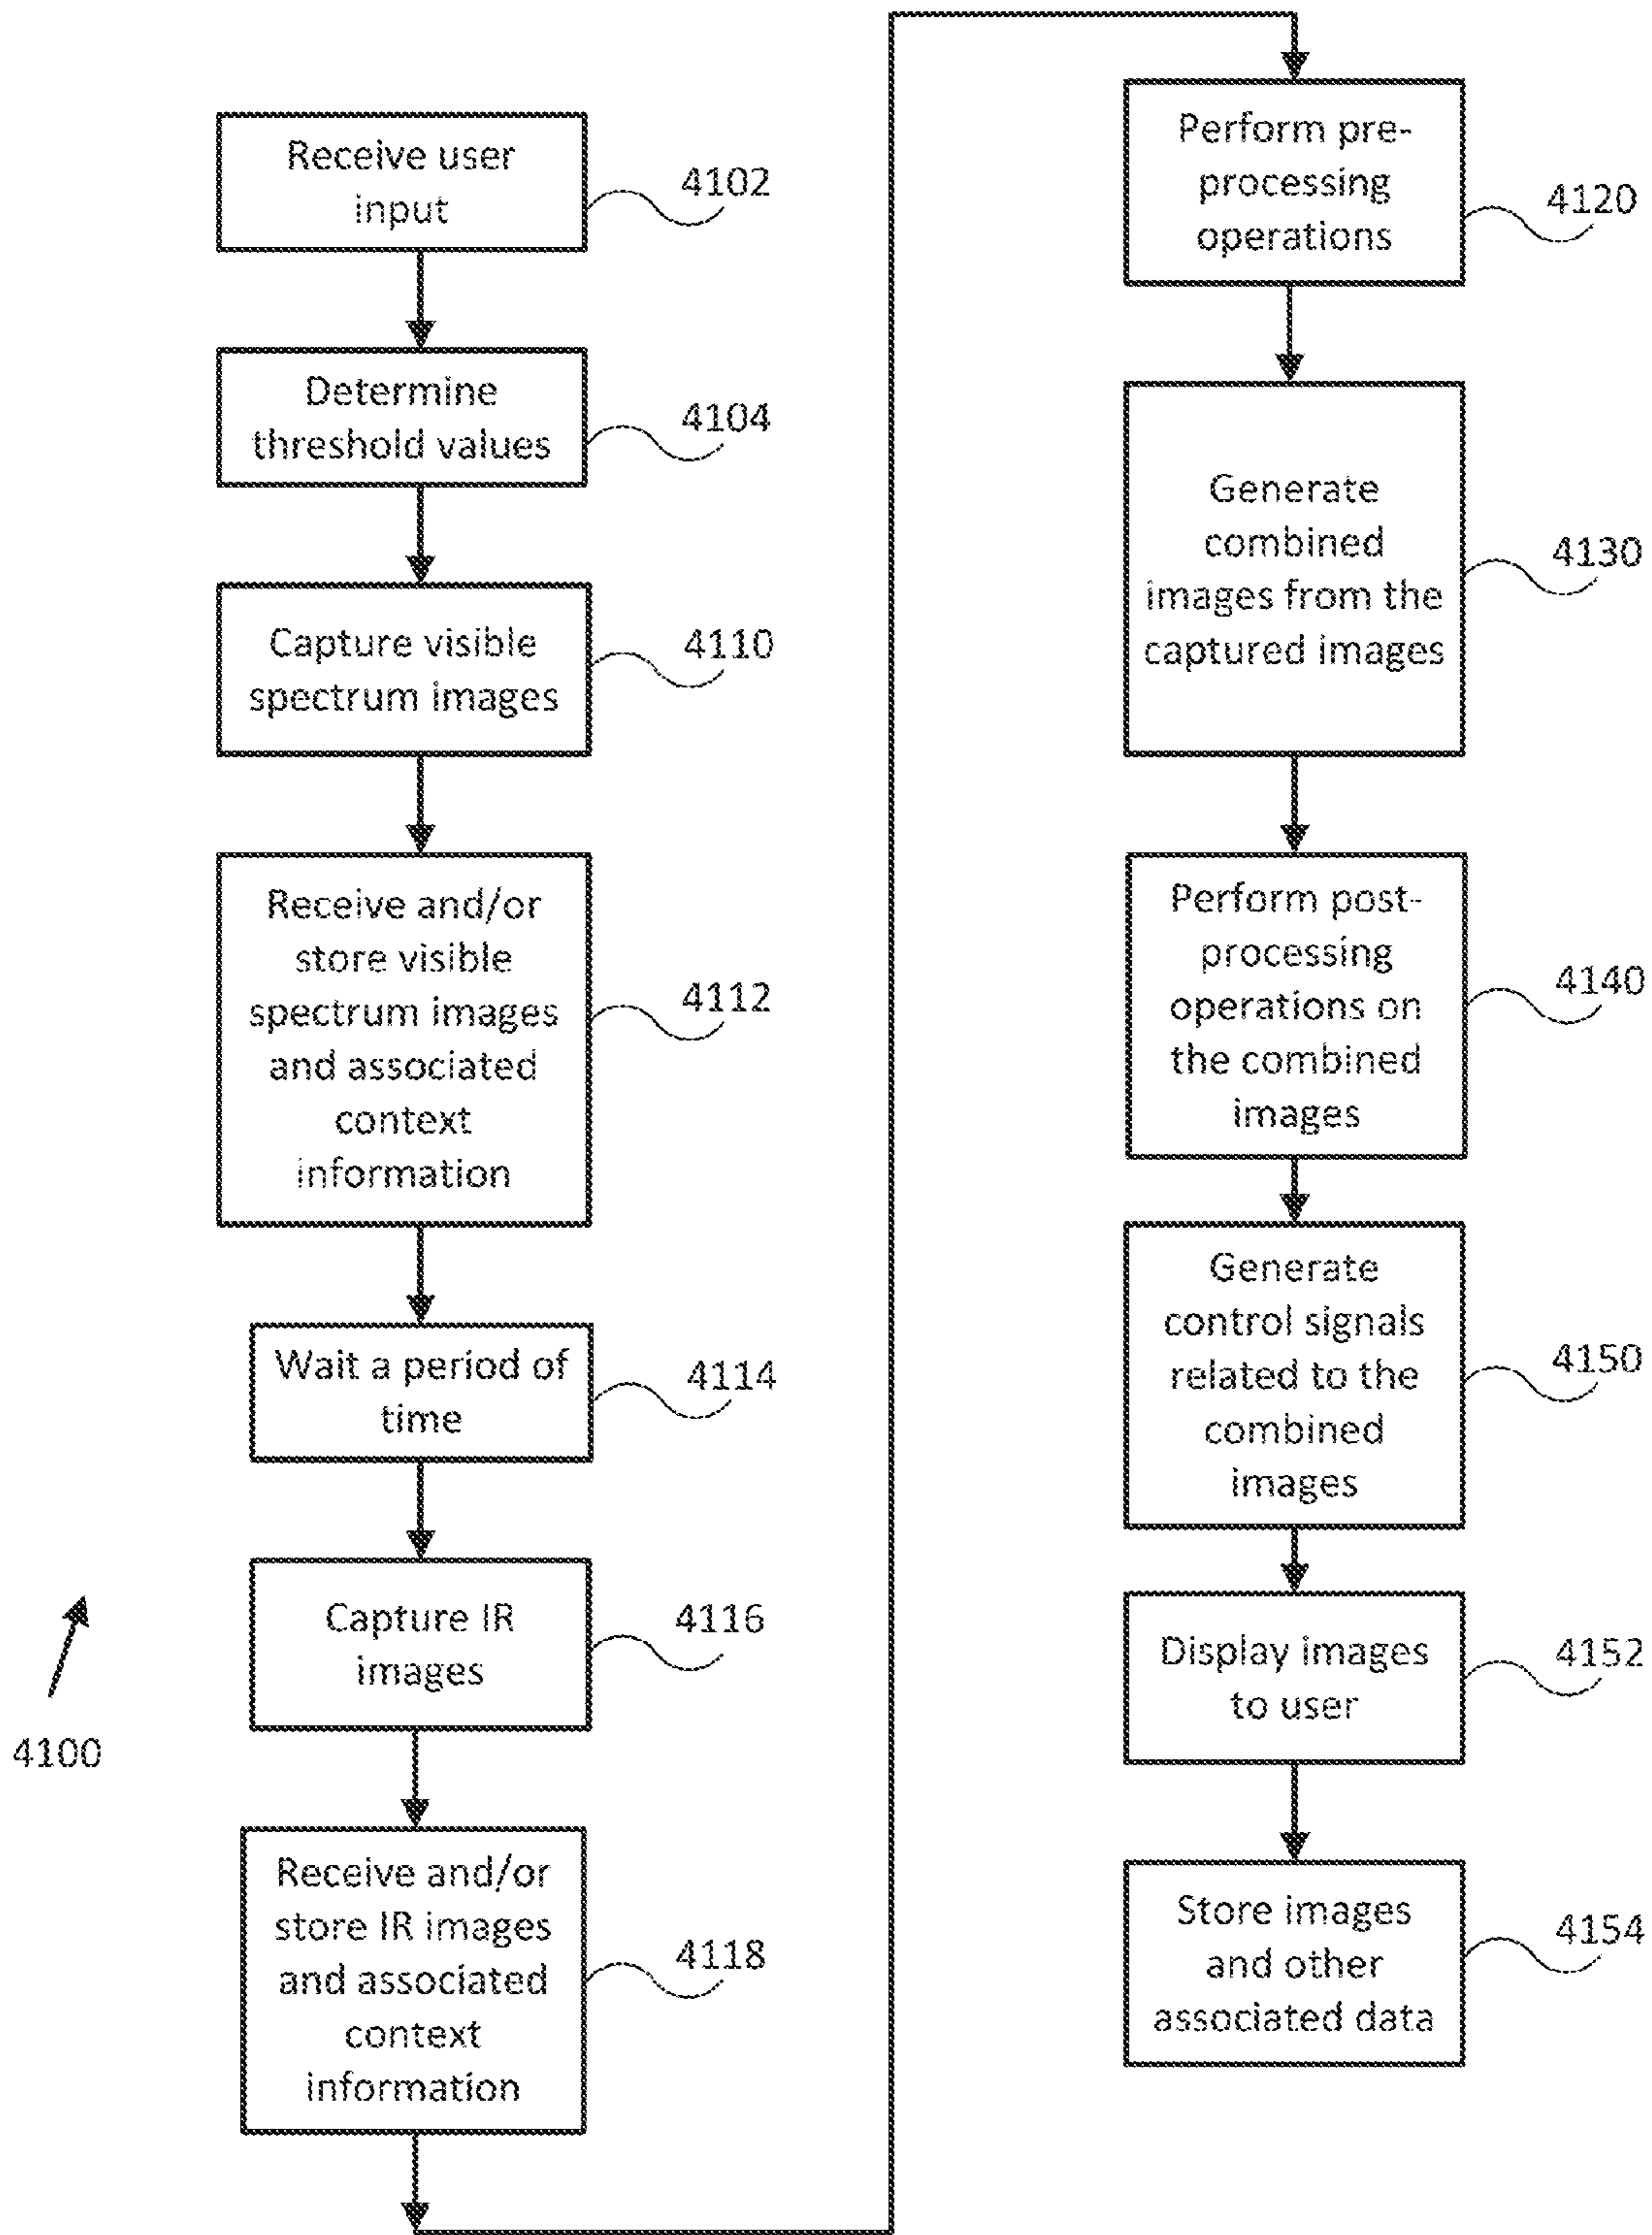 Receive user
input
4102
Determine
threshold values
4104
Capture visible
spectrum images
4110
Receive and/or
store visible
spectrum images
and associated
context
information
4112
Wait a period of
time
4114
Capture IR
images
4116
Receive and/or
store IR images
and associated
context
information
4118
4100
Perform pre-
processing
operations
4120
Generate
combined
images from the
captured images
4130
Perform post-
processing
operations on
the combined
images
4140
Generate
control signals
related to the
combined
images
4150
Display images
to user
4152
Store images
and other
associated data
4154